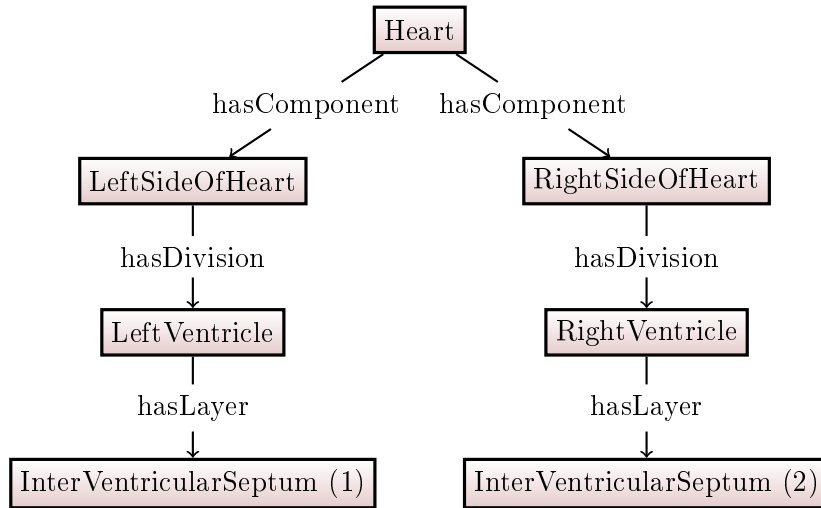 Heart
hasComponent hasComponent
LeftSideOfHeart RightSideOfHeart
hasDivision hasDivision
LeftVentricle RightVentricle
hasLayer hasLayer
InterVentricularSeptum (1) InterVentricularSeptum (2)